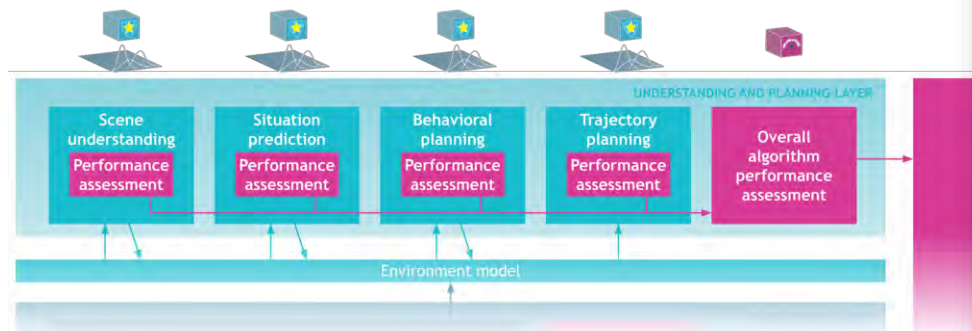 UNDERSTANDING AND PLANNING LAYER
Scene
understanding
Performance
assessment
Situation
prediction
Performance
assessment
Behavioral
planning
Performance
assessment
Trajectory
planning
Performance
assessment
Overall
algorithm
performance
assessment
Environment model